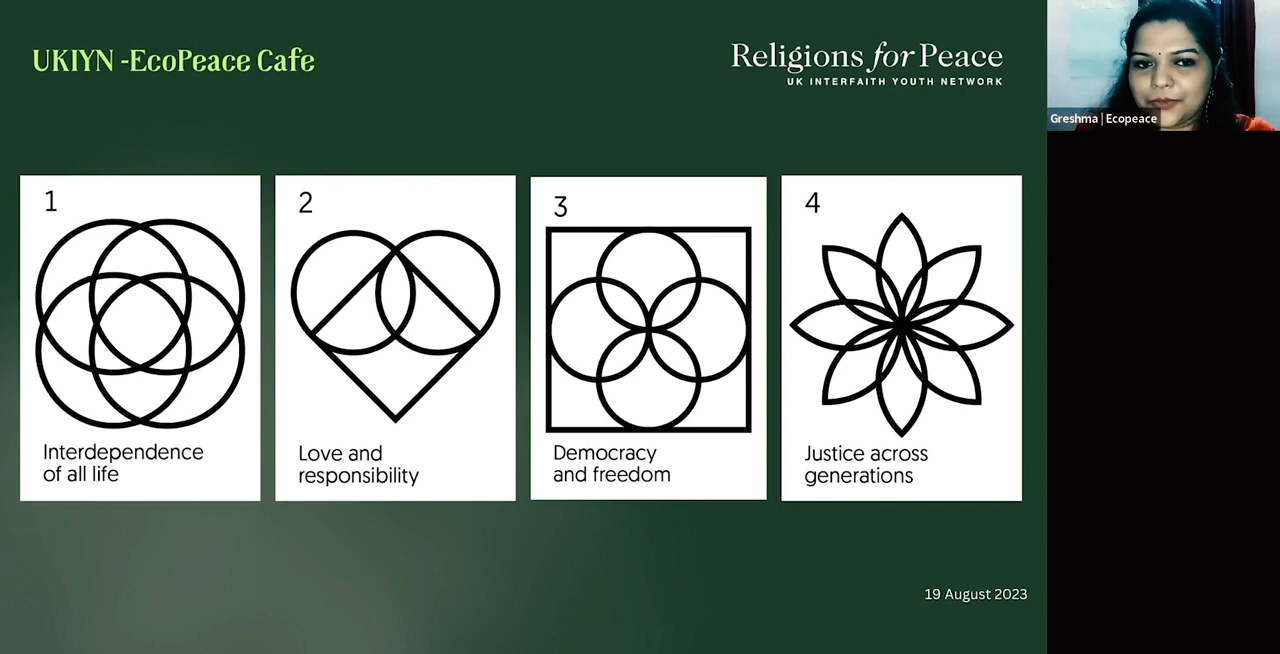 UKIYN -EcoPeace Cafe
Religions for Peace
UK INTERFAITH YOUTH NETWORK
Greshma | Ecopeace
1
Interdependence
of all life
2
Love and
responsibility
3
Democracy
and freedom
4
Justice across
generations
19 August 2023